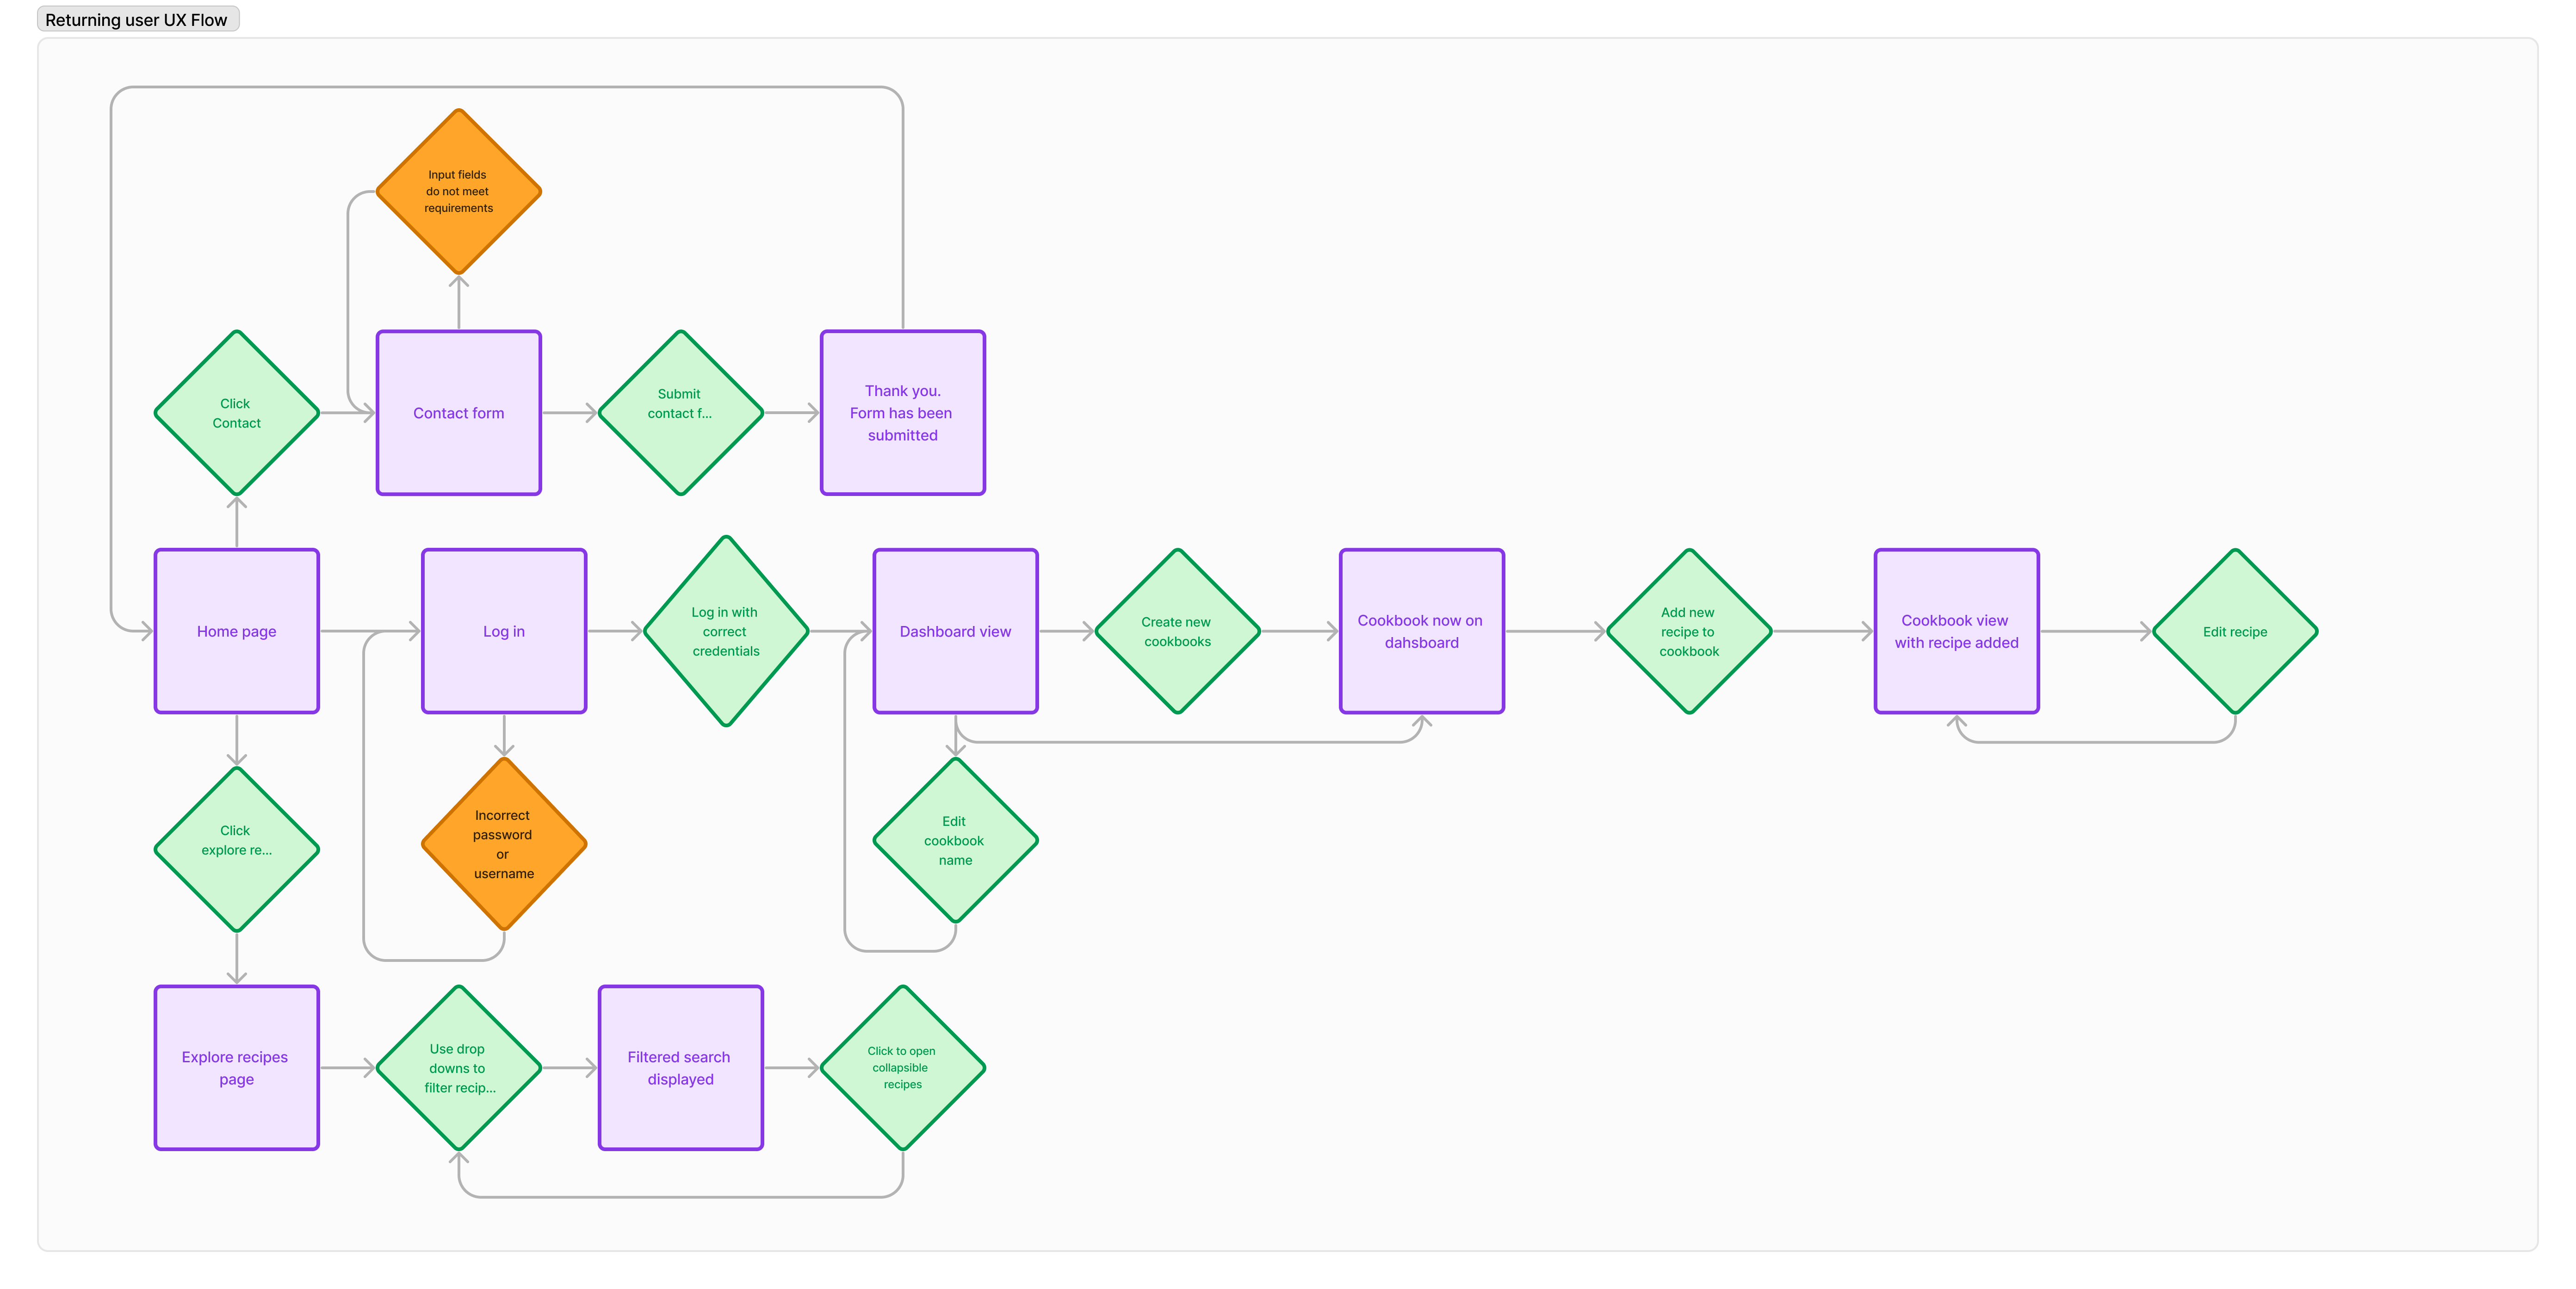 Returning user UX Flow
Input fields
do not meet
requirements
Click
Contact
Contact form
Submit
contact f...
Thank you.
Form has been
submitted
Home page
Log in
Log in with
correct
credentials
Dashboard view
Create new
cookbooks
Cookbook now on
dahsboard
Add new
recipe to
cookbook
Cookbook view
with recipe added
Edit recipe
Click
explore re...
Incorrect
password
or
username
Edit
cookbook
name
Explore recipes
page
Use drop
downs to
filter recip...
Filtered search
displayed
Click to open
collapsible
recipes